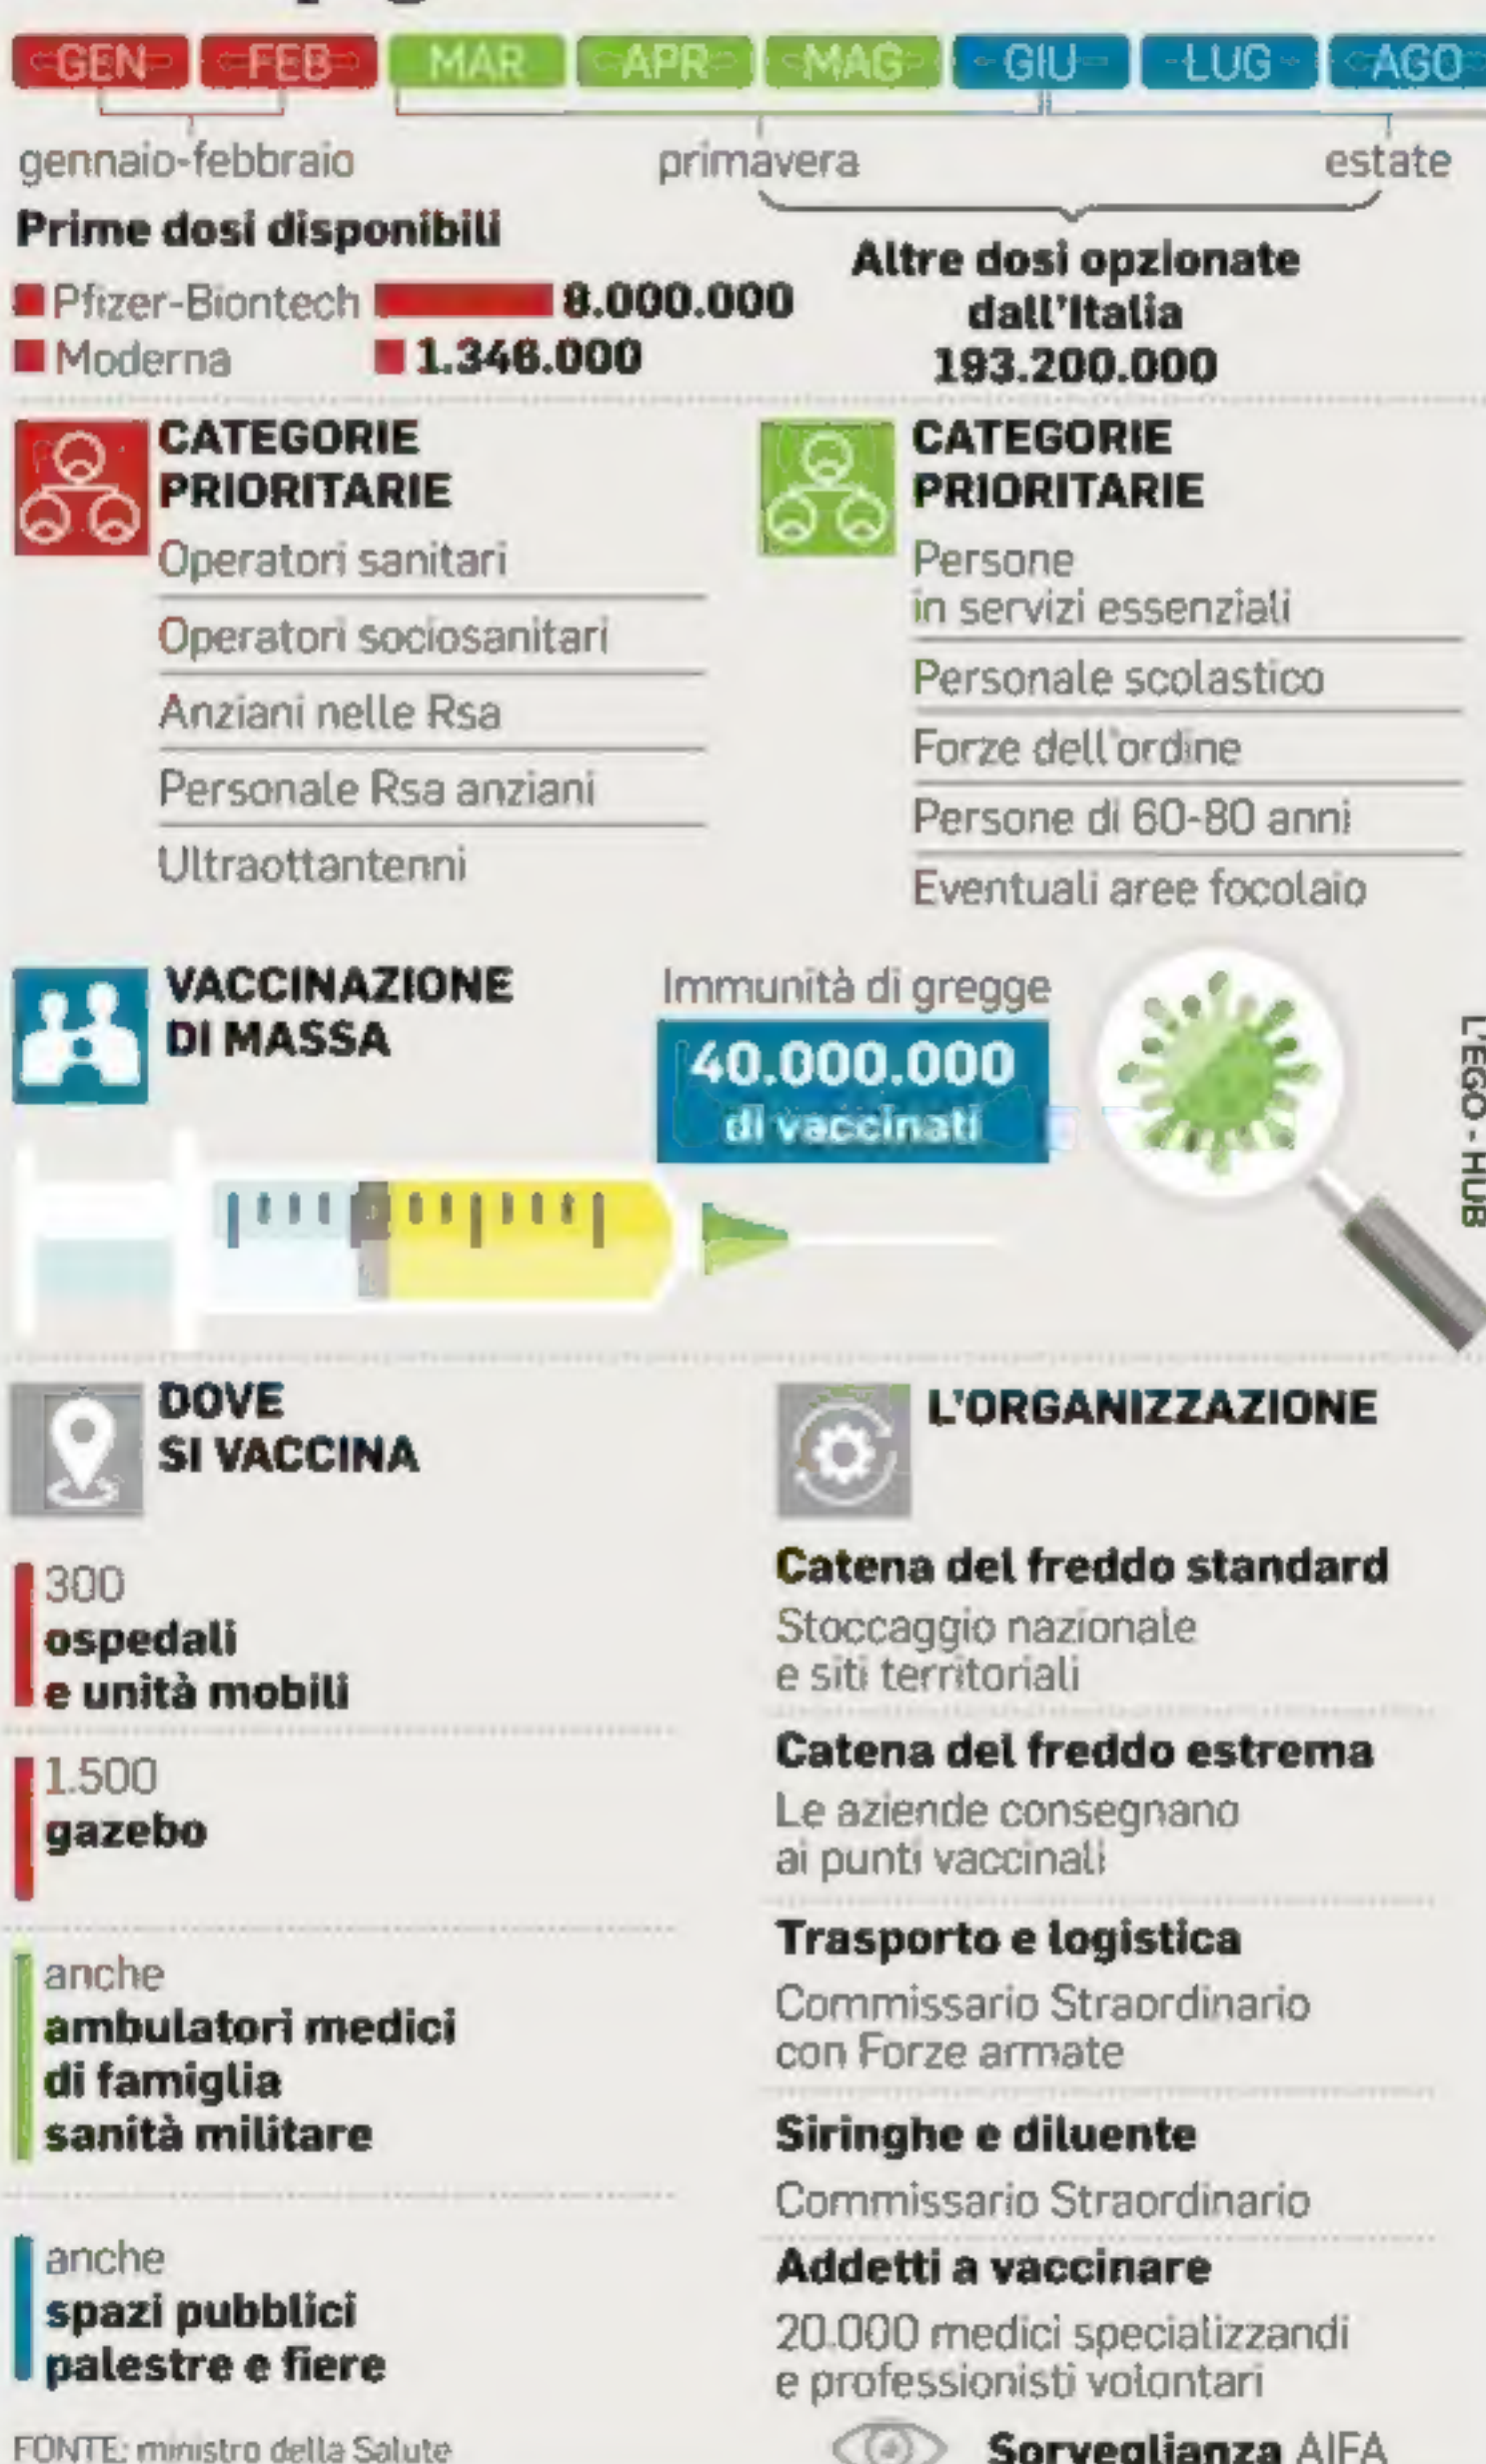 GEN FEB MAR APR MAG GIU LUG AGO
gennaio-febbraio primavera estate
Prime dosi disponibili
Pfizer-Biontech 8.000.000
Moderna 1.346.000
Altre dosi opzionate
dall'Italia
193.200.000
CATEGORIE
PRIORITARIE
Operatori sanitari
Operatori sociosanitari
Anziani nelle Rsa
Personale Rsa anziani
Ultraottantenni
CATEGORIE
PRIORITARIE
Persone
in servizi essenziali
Personale scolastico
Forze dell'ordine
Persone di 60-80 anni
Eventuali aree focolaio
VACCINAZIONE
DI MASSA
Immunità di gregge
40.000.000
di vaccinati
L'EGO - HUB
DOVE
SI VACCINA
300
ospedali
e unità mobili
1.500
gazebo
anche
ambulatori medici
di famiglia
sanità militare
anche
spazi pubblici
palestre e fiere
FONTE: ministro della Salute
L'ORGANIZZAZIONE
Catena del freddo standard
Stoccaggio nazionale
e siti territoriali
Catena del freddo estrema
Le aziende consegnano
ai punti vaccinali
Trasporto e logistica
Commissario Straordinario
con Forze armate
Siringhe e diluente
Commissario Straordinario
Addetti a vaccinare
20.000 medici specializzandi
e professionisti volontari
Sorveglianza AIFA